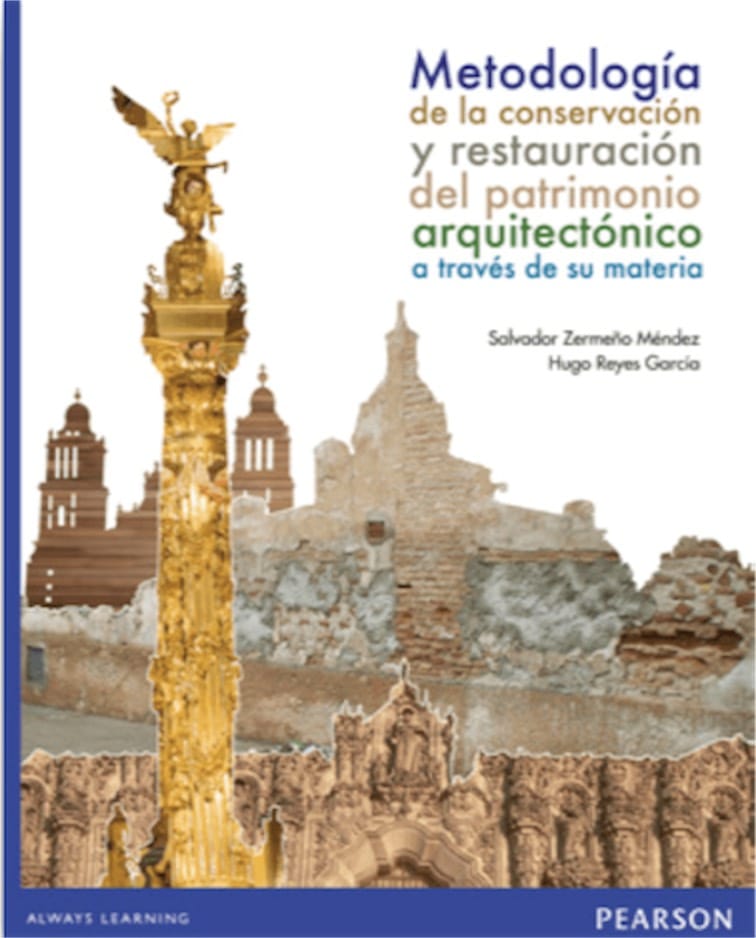 Metodología
de la conservación
y restauración
del patrimonio
arquitectónico
a través de su materia
Salvador Zermeño Méndez
Hugo Reyes García
ALWAYS LEARNING
PEARSON